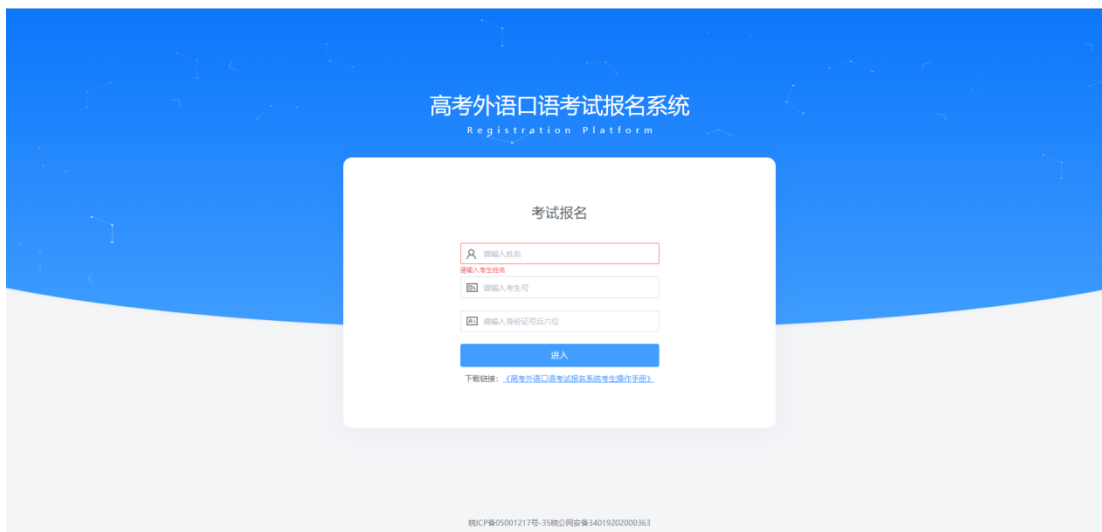 高考外语口语考试报名系统
Registration Platform
考试报名
请输入姓名
请输入考生姓名
请输入考生号
请输入身份证号后六位
进入
下载链接：《高考外语口语考试报名系统考生操作手册》
皖ICP备05001217号-35皖公网安备34019202000363